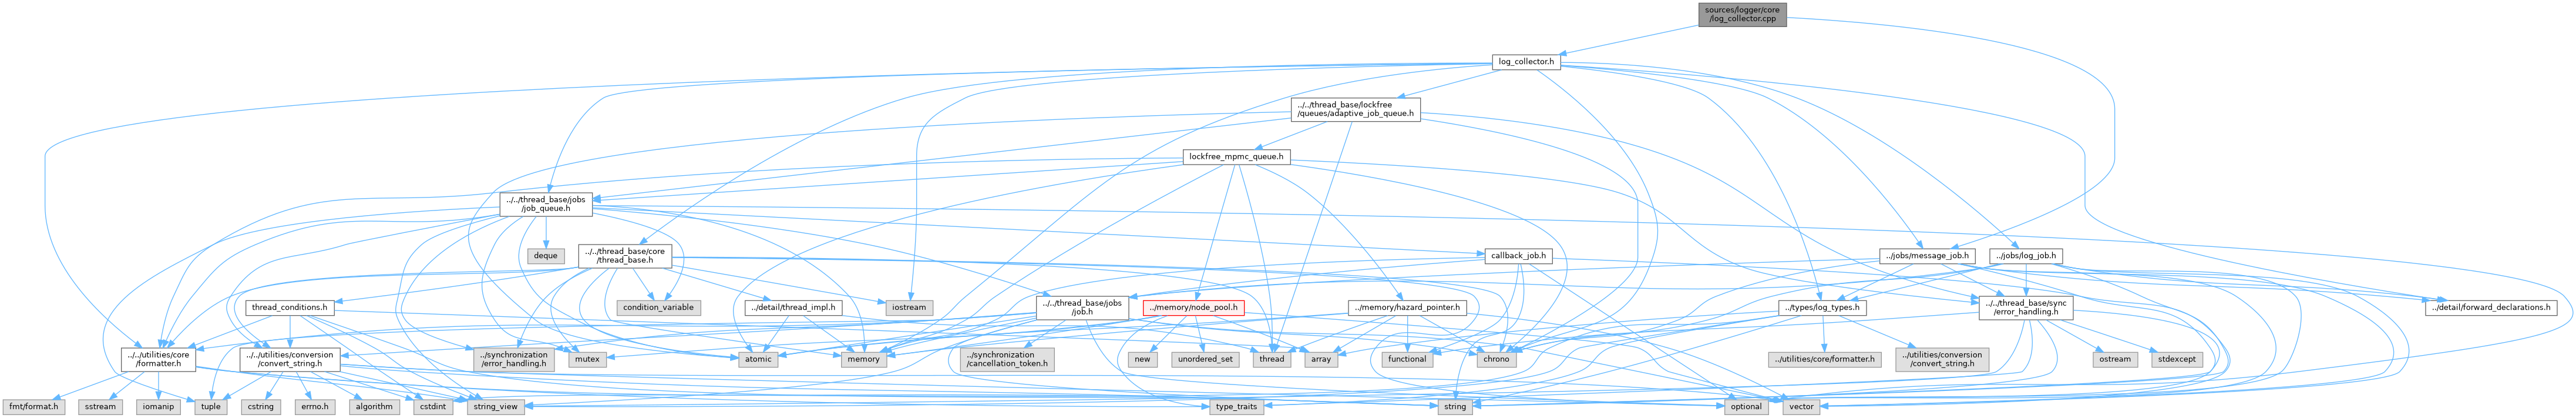 sources/logger/core
/log_collector.cpp
log_collector.h
../../thread_base/lockfree
/queues/adaptive_job_queue.h
lockfree_mpmc_queue.h
../../thread_base/jobs
/job_queue.h
deque
../../thread_base/core
/thread_base.h
callback_job.h
../jobs/message_job.h
../jobs/log_job.h
thread_conditions.h
condition_variable
../detail/thread_impl.h
iostream
../../thread_base/jobs
/job.h
../memory/node_pool.h
../memory/hazard_pointer.h
../types/log_types.h
../../thread_base/sync
/error_handling.h
../detail/forward_declarations.h
../../utilities/core
/formatter.h
../../utilities/conversion
/convert_string.h
../synchronization
/error_handling.h
mutex
atomic
memory
../synchronization
/cancellation_token.h
new
unordered_set
thread
array
functional
chrono
../utilities/core/formatter.h
../utilities/conversion
/convert_string.h
ostream
stdexcept
fmt/format.h
sstream
iomanip
tuple
cstring
errno.h
algorithm
cstdint
string_view
type_traits
string
optional
vector